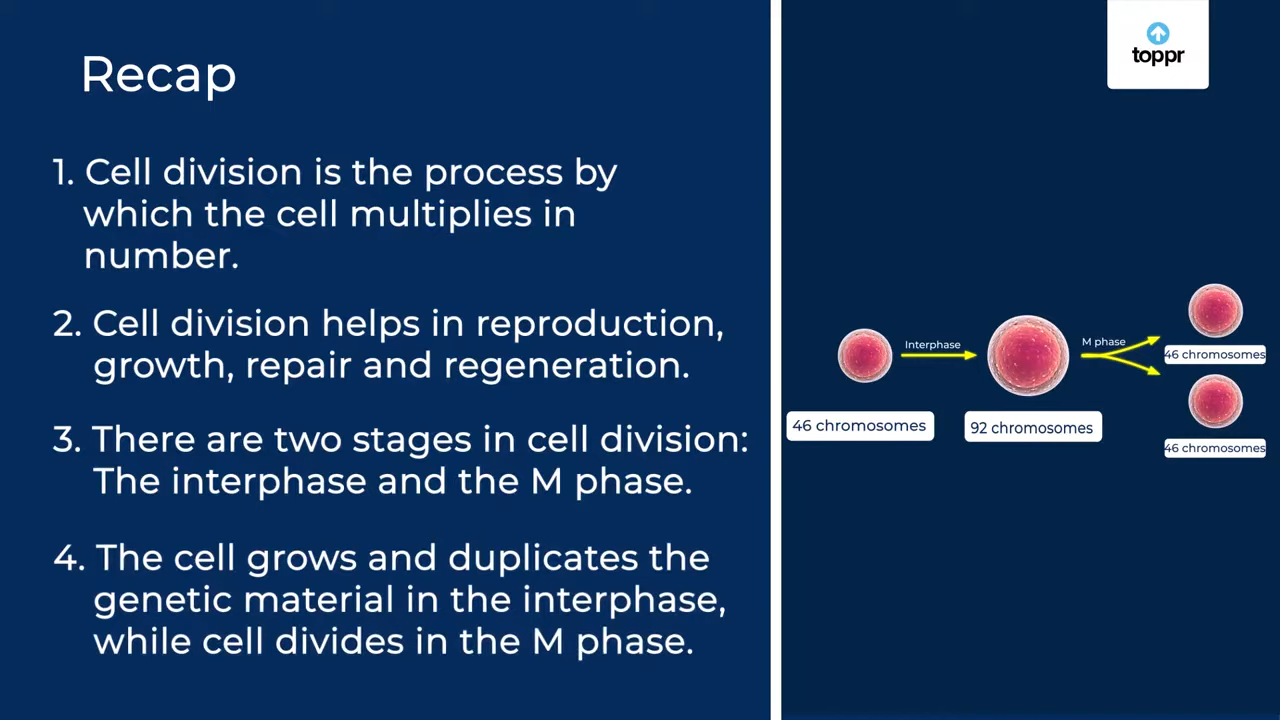 Recap
1. Cell division is the process by
which the cell multiplies in
number.
2. Cell division helps in reproduction,
growth, repair and regeneration.
3. There are two stages in cell division:
The interphase and the M phase.
4. The cell grows and duplicates the
genetic material in the interphase,
while cell divides in the M phase.
toppr
Interphase
M phase
46 chromosomes
92 chromosomes
46 chromosomes
46 chromosomes